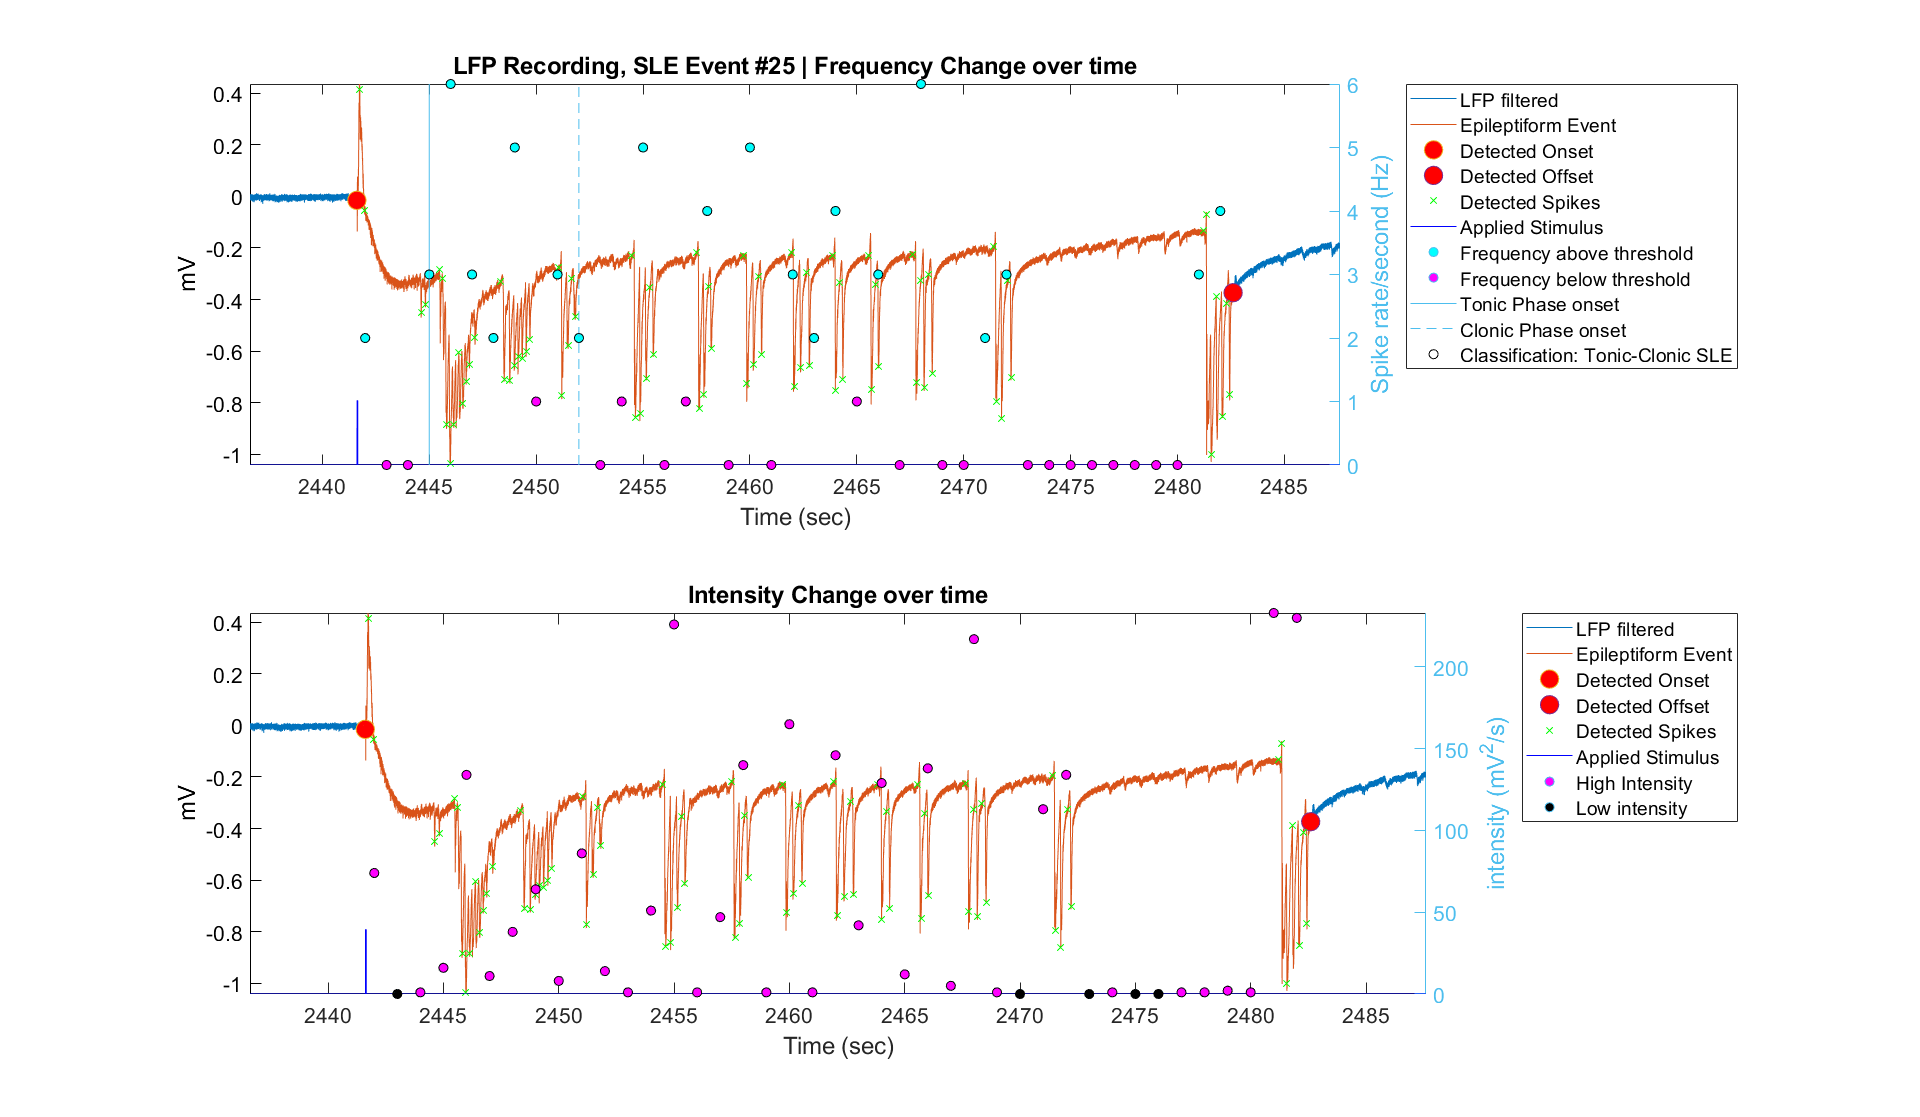 LFP Recording, SLE Event #25 | Frequency Change over time
0.4
0.2
0
-0.2
-0.4
-0.6
-0.8
-1
mV
6
5
4
3
2
1
0
Spike rate/second (Hz)
2440 2445 2450 2455 2460 2465 2470 2475 2480 2485
Time (sec)
LFP filtered
Epileptiform Event
Detected Onset
Detected Offset
Detected Spikes
Applied Stimulus
Frequency above threshold
Frequency below threshold
Tonic Phase onset
Clonic Phase onset
Classification: Tonic-Clonic SLE
Intensity Change over time
0.4
0.2
0
-0.2
-0.4
-0.6
-0.8
-1
mV
200
150
100
50
0
intensity (mV²/s)
2440 2445 2450 2455 2460 2465 2470 2475 2480 2485
Time (sec)
LFP filtered
Epileptiform Event
Detected Onset
Detected Offset
Detected Spikes
Applied Stimulus
High Intensity
Low intensity